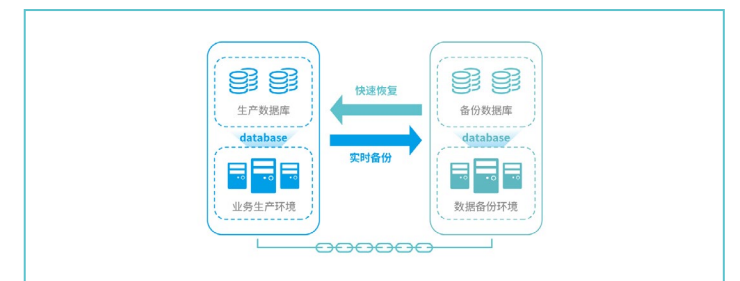 快速恢复
生产数据库
备份数据库
database
database
实时备份
业务生产环境
数据备份环境